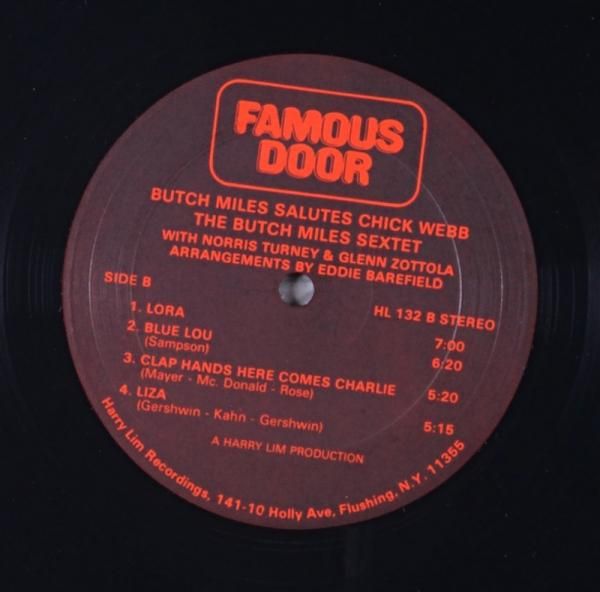 FAMOUS
DOOR
BUTCH MILES SALUTES CHICK WEBB
THE BUTCH MILES SEXTET
WITH NORRIS TURNEY & GLENN ZOTTOLA
ARRANGEMENTS BY EDDIE BAREFIELD
SIDE B
HL 132 B STEREO
1. LORA 7:00
2. BLUE LOU 6:20
(Sampson)
3. CLAP HANDS HERE COMES CHARLIE 5:20
(Mayer - Mc. Donald - Rose)
4. LIZA 5:15
(Gershwin - Kahn - Gershwin)
A HARRY LIM PRODUCTION
Harry Lim Recordings, 141-10 Holly Ave, Flushing, N.Y. 11355